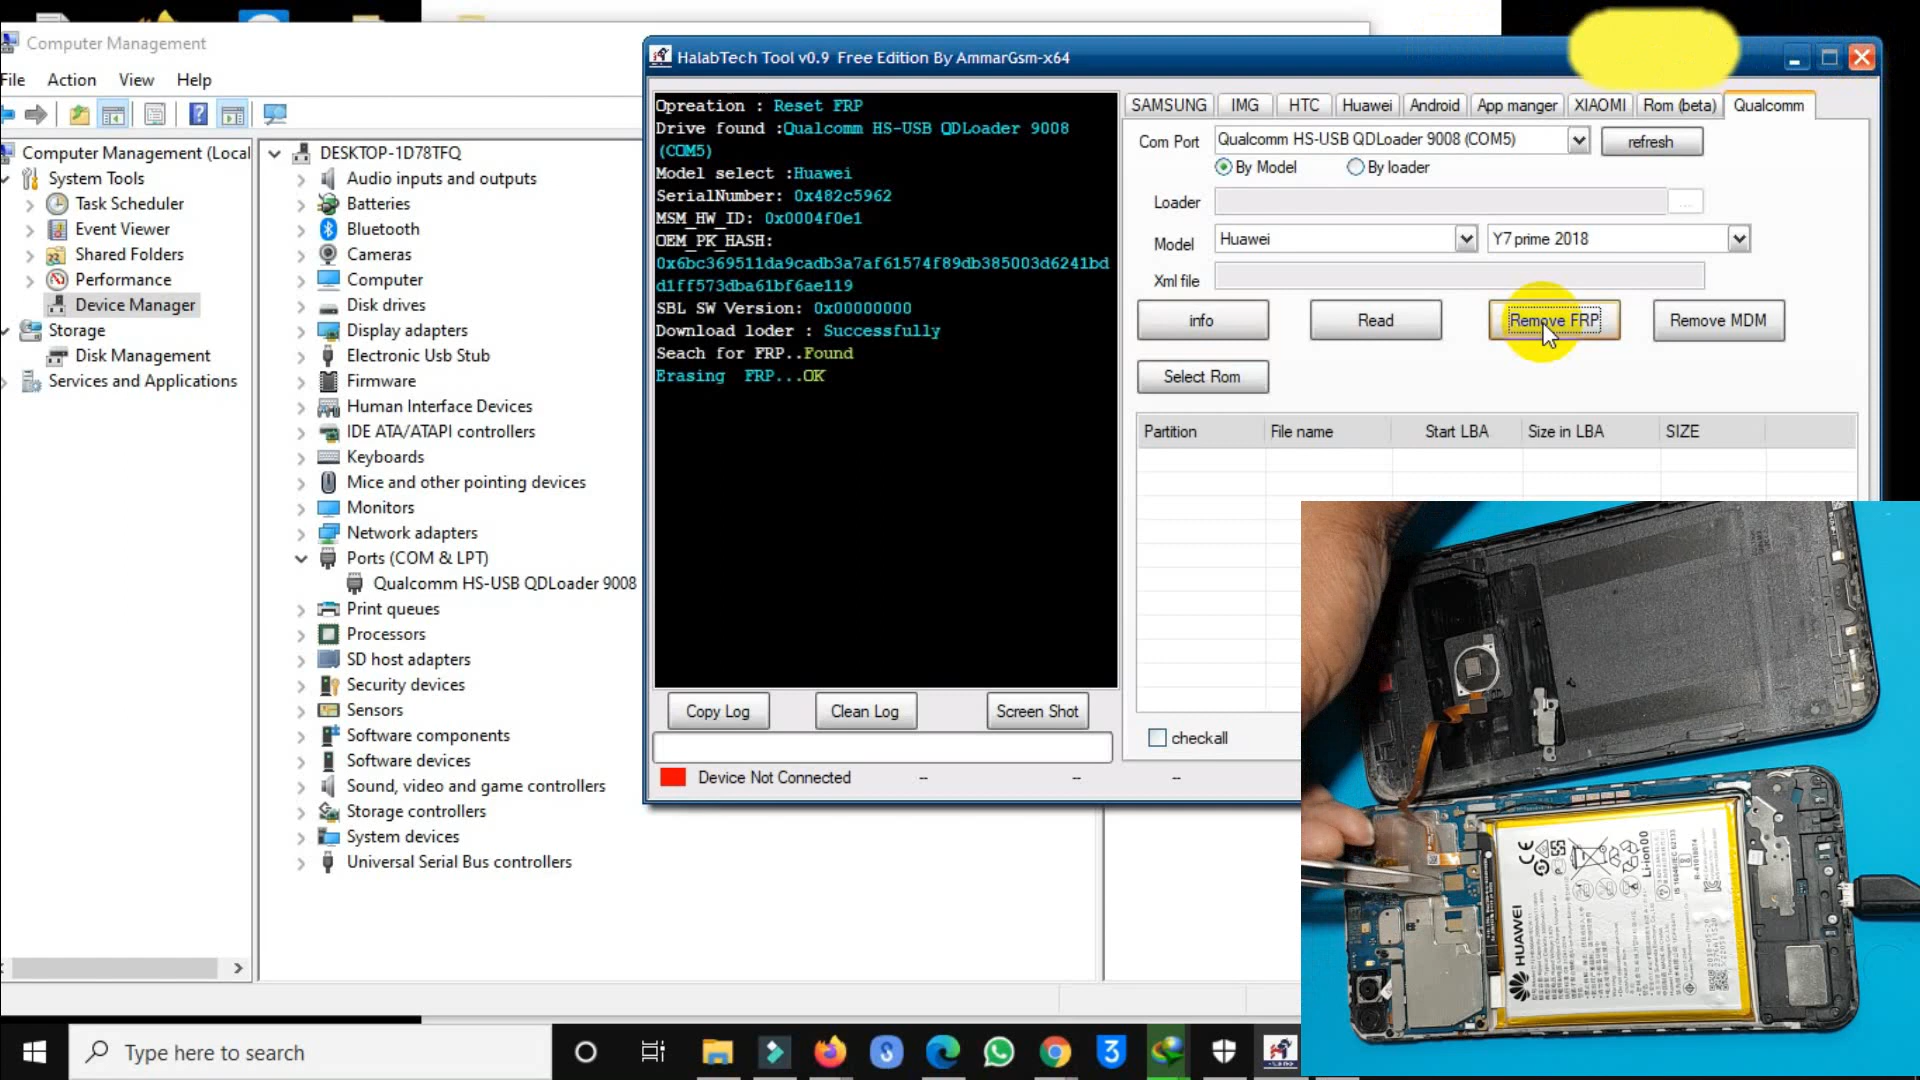 Computer Management
File Action View Help
Computer Management (Local
System Tools
Task Scheduler
Event Viewer
Shared Folders
Performance
Device Manager
Storage
Disk Management
Services and Applications
DESKTOP-1D78TFQ
Audio inputs and outputs
Batteries
Bluetooth
Cameras
Computer
Disk drives
Display adapters
Electronic Usb Stub
Firmware
Human Interface Devices
IDE ATA/ATAPI controllers
Keyboards
Mice and other pointing devices
Monitors
Network adapters
Ports (COM & LPT)
Qualcomm HS-USB QDLoader 9008
Print queues
Processors
SD host adapters
Security devices
Sensors
Software components
Software devices
Sound, video and game controllers
Storage controllers
System devices
Universal Serial Bus controllers
HalabTech Tool v0.9 Free Edition By AmmarGsm-x64
Opreation : Reset FRP
Drive found :Qualcomm HS-USB QDLoader 9008
(COM5)
Model select :Huawei
SerialNumber: 0x482c5962
MSM_HW_ID: 0x0004f0e1
OEM_PK_HASH:
0x6bc369511da9cadb3a7af61574f89db385003d6241bd
d1ff573dba61bf6ae119
SBL SW Version: 0x00000000
Download loder : Successfully
Seach for FRP..Found
Erasing FRP...OK
Copy Log Clean Log Screen Shot
Device Not Connected -- -- --
SAMSUNG IMG HTC Huawei Android App manger XIAOMI Rom (beta) Qualcomm
Com Port Qualcomm HS-USB QDLoader 9008 (COM5) refresh
By Model By loader
Loader ...
Model Huawei Y7 prime 2018
Xml file
info Read Remove FRP Remove MDM
Select Rom
Partition File name Start LBA Size in LBA SIZE
checkall
HUAWEI
CE
Li-ion00
Type here to search
3